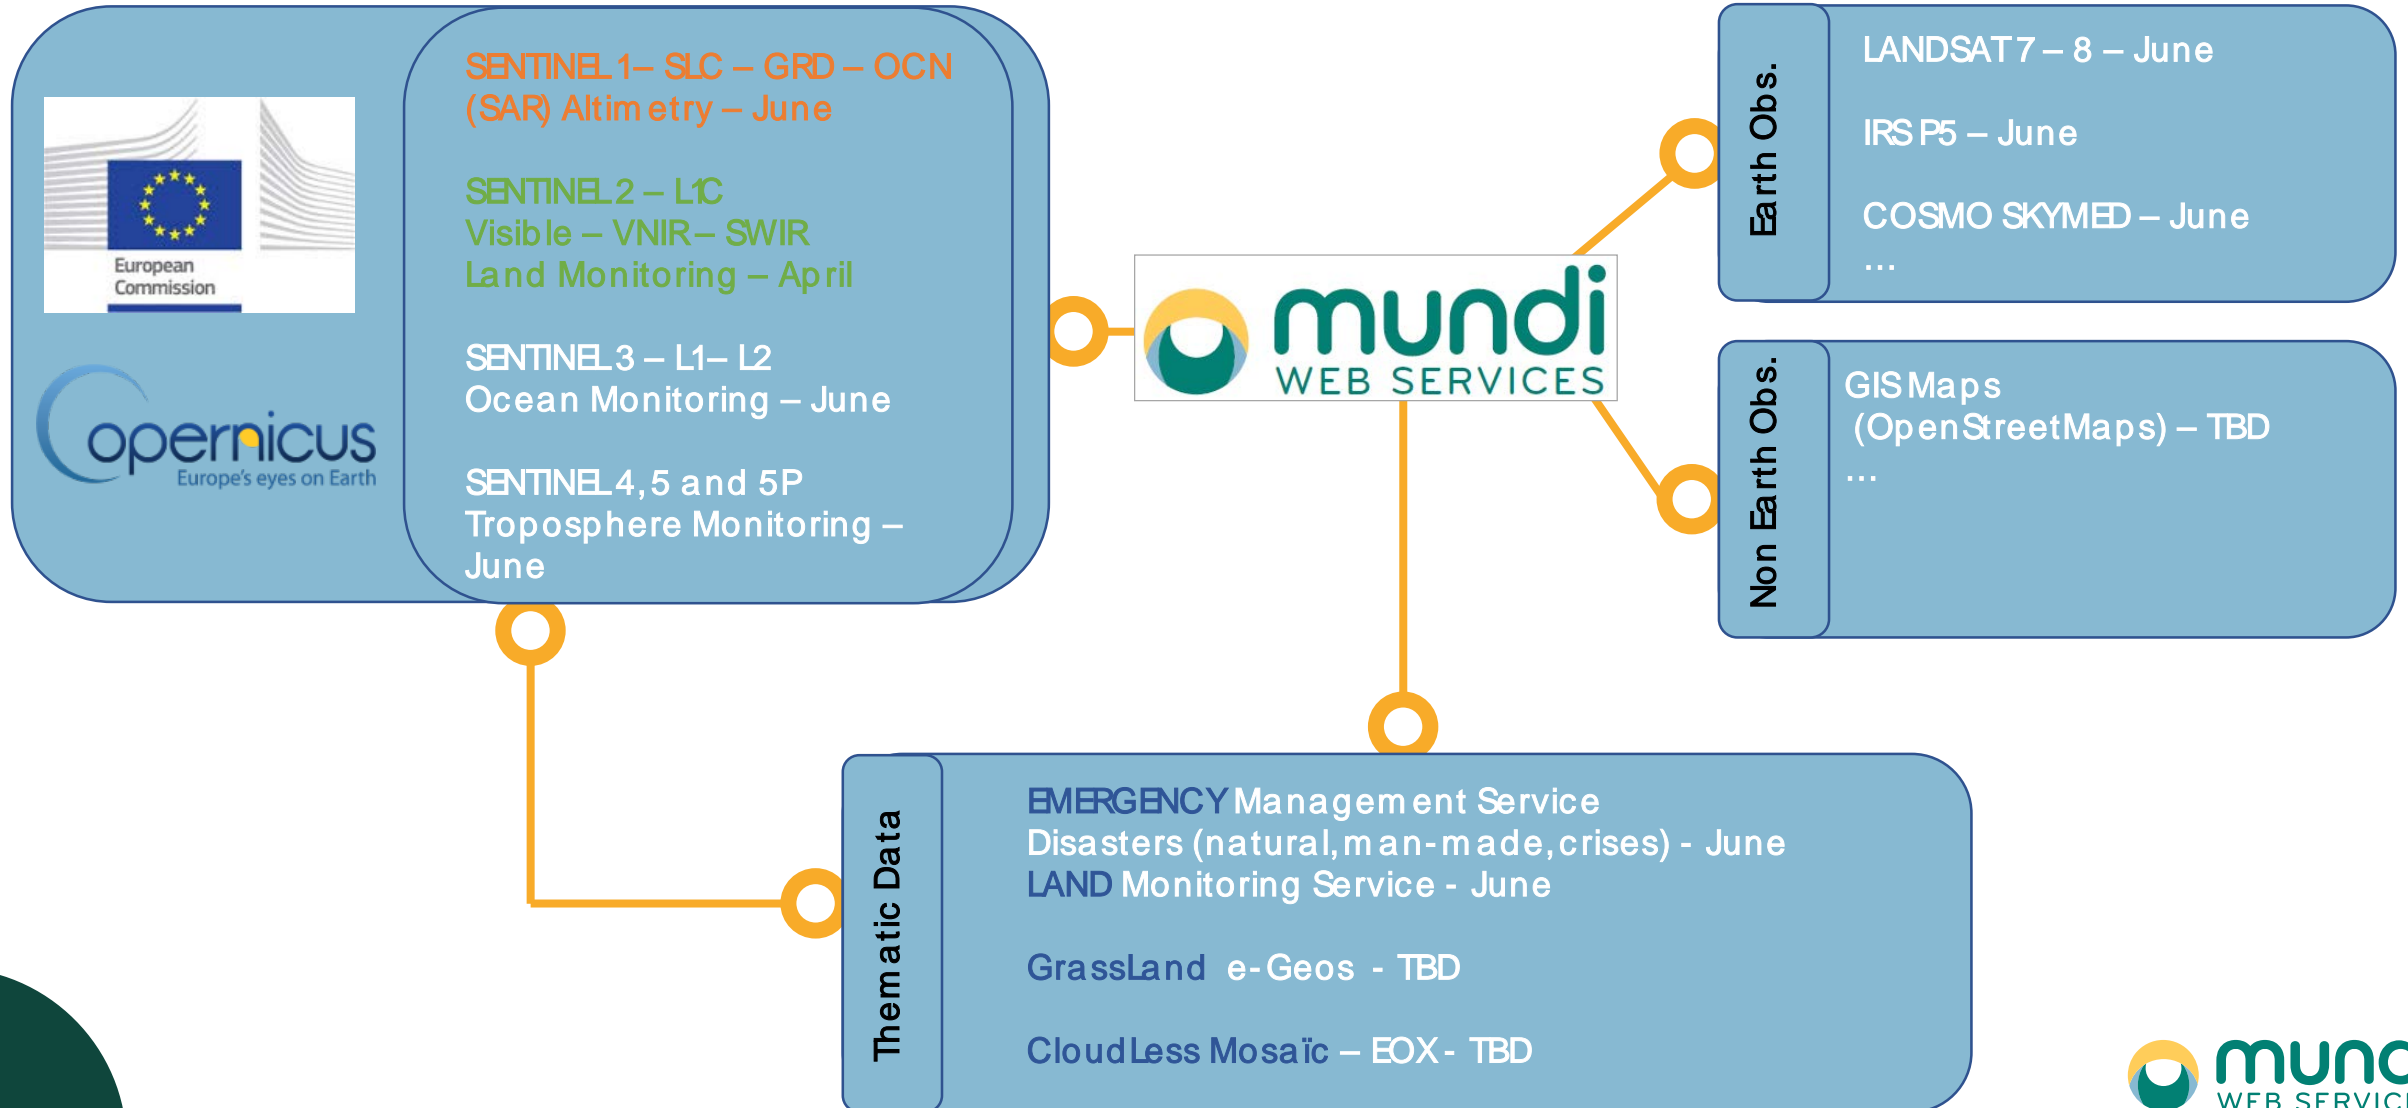 European
Commission
opernicus
Europe's eyes on Earth
SENTINEL 1 – SLC – GRD – OCN
(SAR) Altimetry – June
SENTINEL 2 – L1C
Visible – VNIR – SWIR
Land Monitoring – April
SENTINEL 3 – L1 – L2
Ocean Monitoring – June
SENTINEL 4, 5 and 5P
Troposphere Monitoring –
June
mundi
WEB SERVICES
Earth Obs.
LANDSAT 7 – 8 – June
IRS P5 – June
COSMO SKYMED – June
...
Non Earth Obs.
GIS Maps
(OpenStreetMaps) – TBD
...
Thematic Data
EMERGENCY Management Service
Disasters (natural, man-made, crises) - June
LAND Monitoring Service - June
GrassLand e-Geos - TBD
CloudLess Mosaïc – EOX - TBD